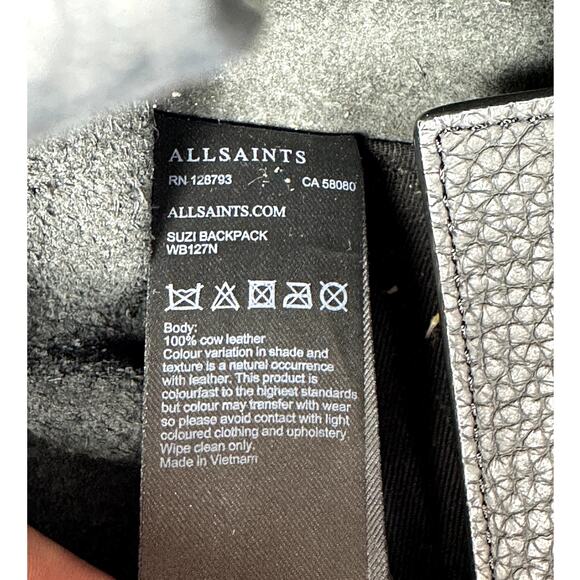 ALLSAINTS
RN 128793 CA 58080
ALLSAINTS.COM
SUZI BACKPACK
WB127N
Body:
100% cow leather
Colour variation in shade and
texture is a natural occurrence
with leather. This product is
colourfast to the highest standards
but colour may transfer with wear
so please avoid contact with light
coloured clothing and upholstery
Wipe clean only.
Made in Vietnam